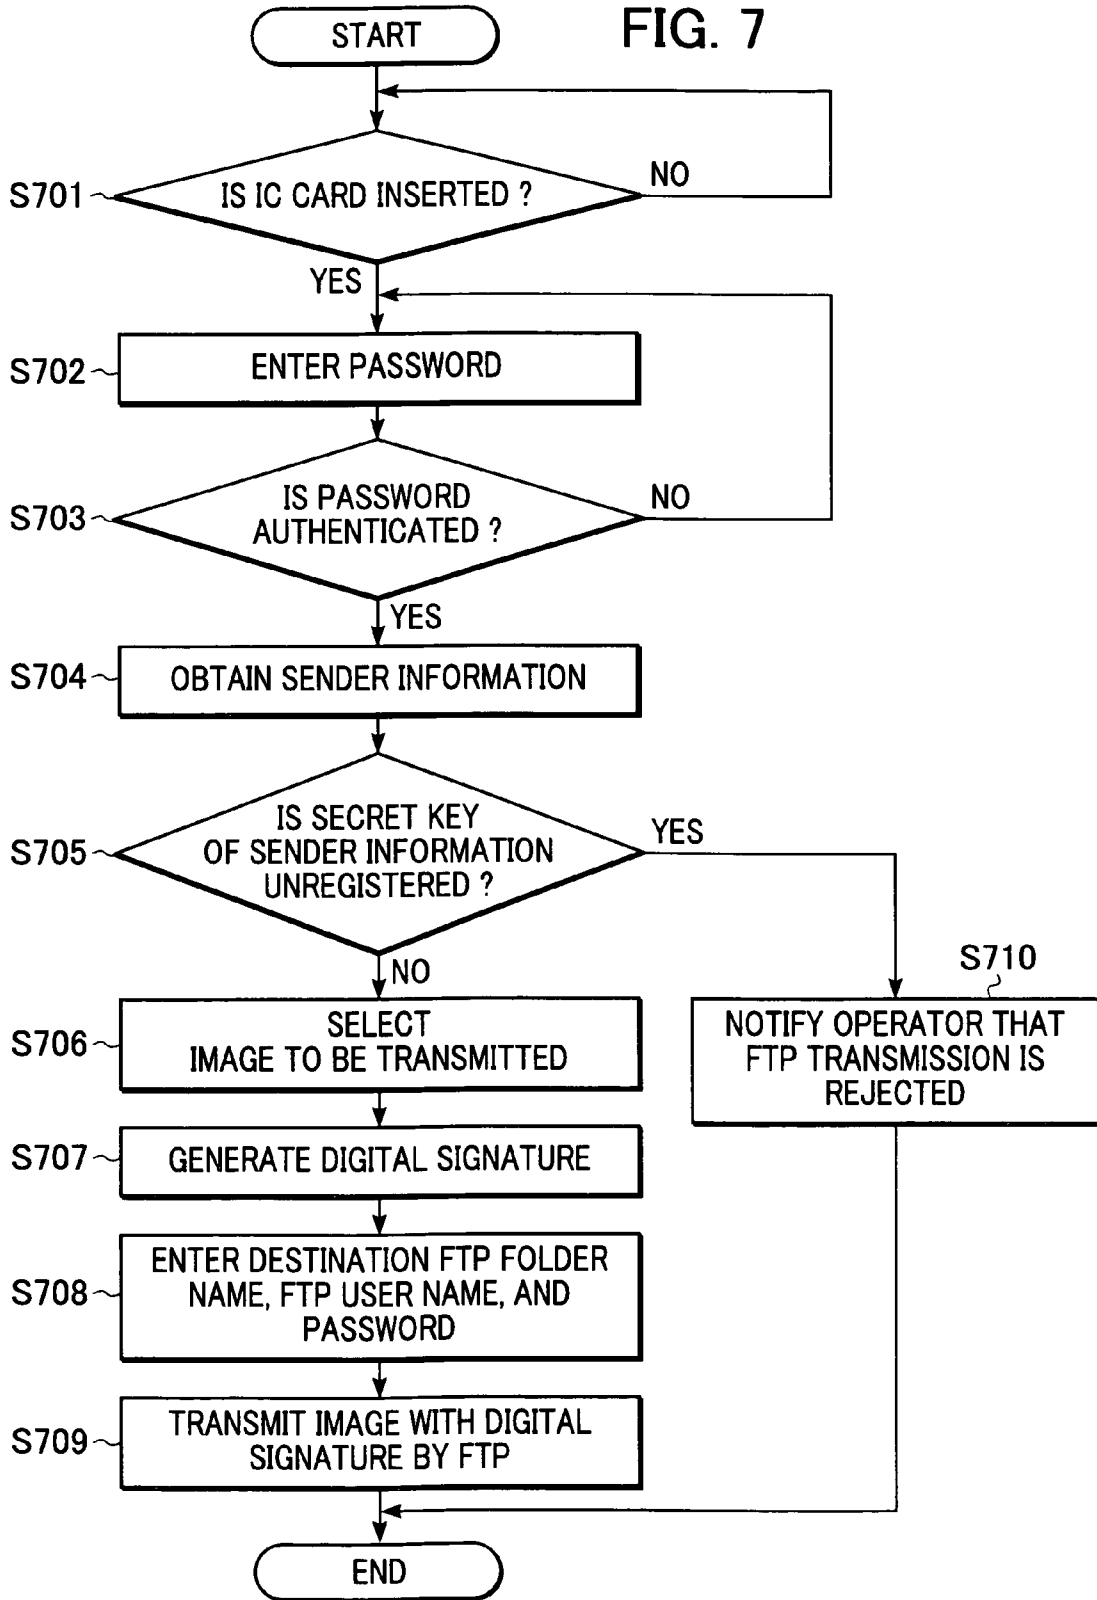 FIG. 7
START
S701
IS IC CARD INSERTED ?
NO
YES
S702
ENTER PASSWORD
S703
IS PASSWORD
AUTHENTICATED ?
NO
YES
S704
OBTAIN SENDER INFORMATION
S705
IS SECRET KEY
OF SENDER INFORMATION
UNREGISTERED ?
YES
NO
S710
NOTIFY OPERATOR THAT
FTP TRANSMISSION IS
REJECTED
S706
SELECT
IMAGE TO BE TRANSMITTED
S707
GENERATE DIGITAL SIGNATURE
S708
ENTER DESTINATION FTP FOLDER
NAME, FTP USER NAME, AND
PASSWORD
S709
TRANSMIT IMAGE WITH DIGITAL
SIGNATURE BY FTP
END